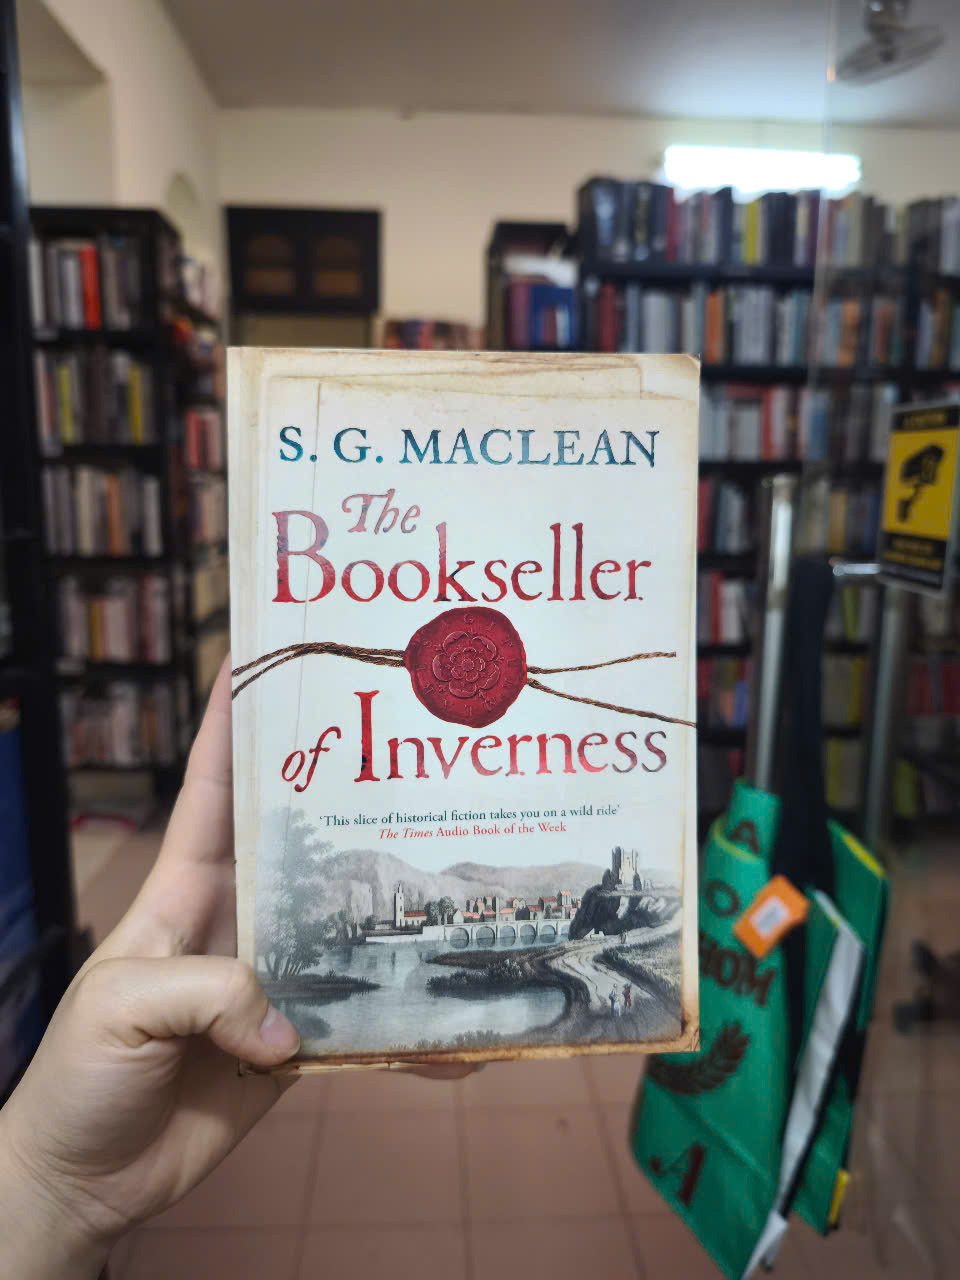 S. G. MACLEAN
The
Bookseller
of Inverness
'This slice of historical fiction takes you on a wild ride'
The Times Audio Book of the Week